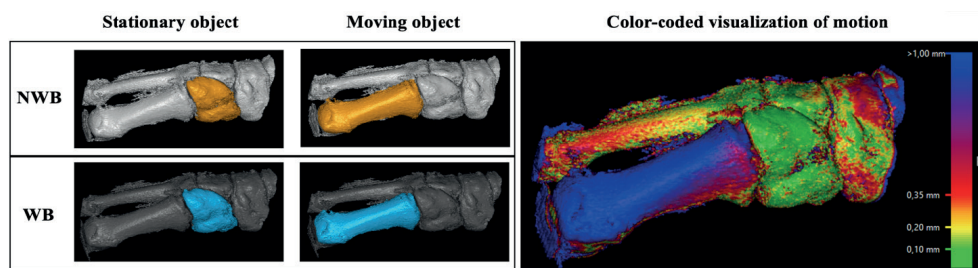 Stationary object
Moving object
Color-coded visualization of motion
NWB
WB
>1,00 mm
0,35 mm
0,20 mm
0,10 mm